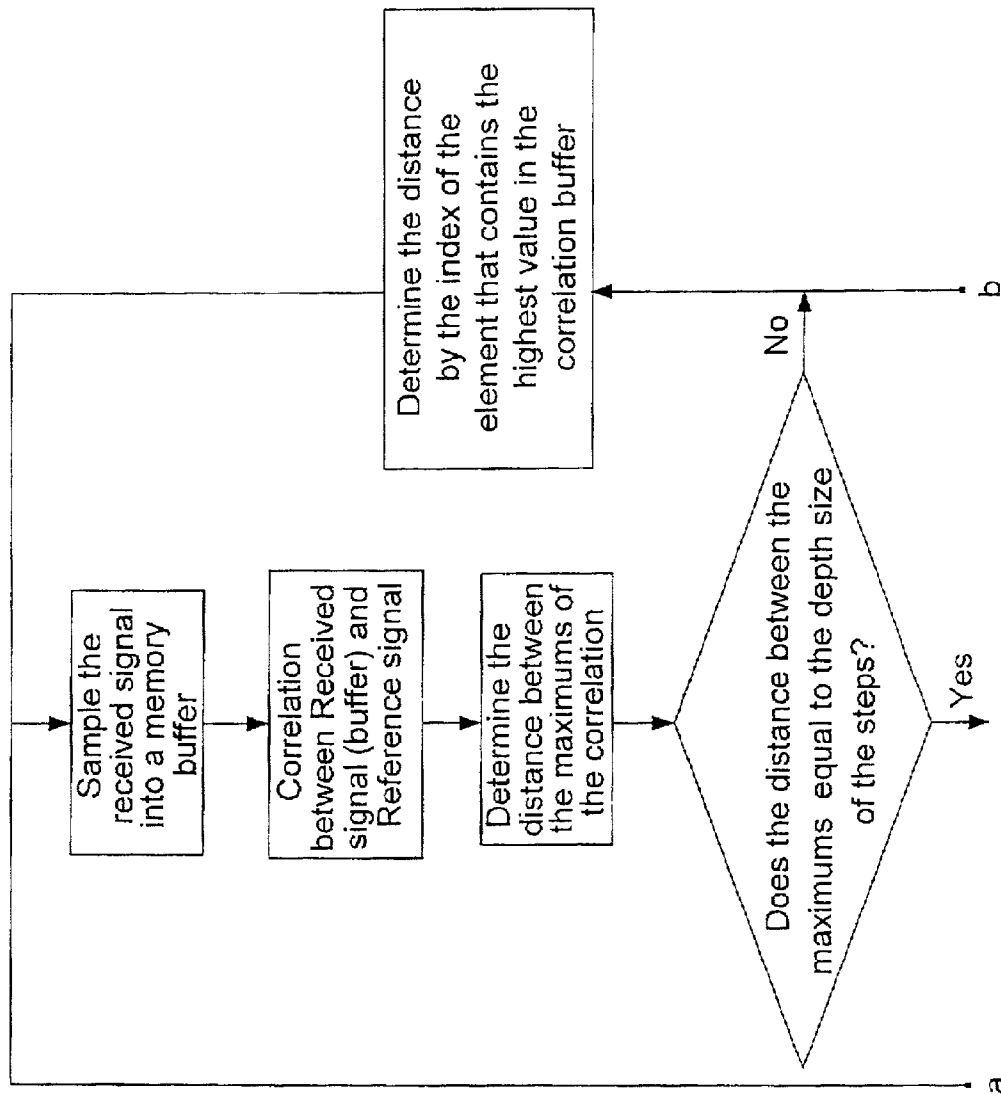 Sample the
received signal
into a memory
buffer
Correlation
between Received
signal (buffer) and
Reference signal
Determine the
distance between
the maximums of
the correlation
Does the distance between the
maximums equal to the depth size
of the steps?
No
Yes
Determine the distance
by the index of the
element that contains the
highest value in the
correlation buffer
a
b